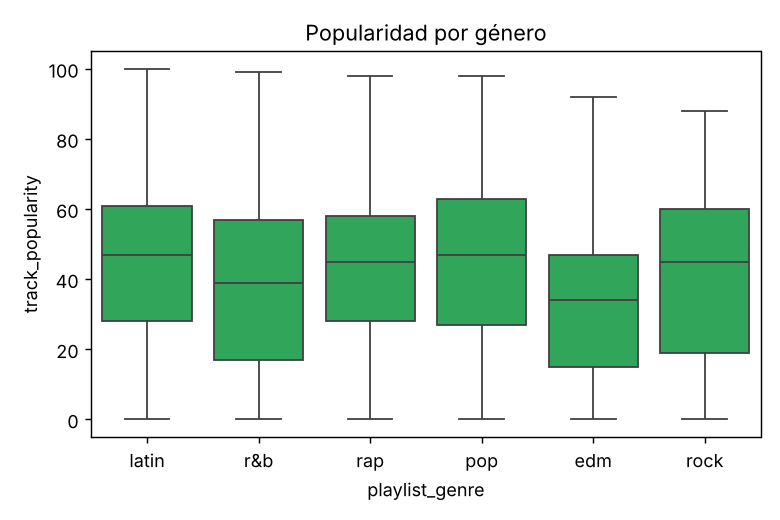 Popularidad por género
track_popularity
100
80
60
40
20
0
latin r&b rap pop edm rock
playlist_genre